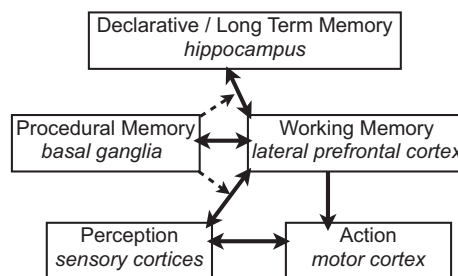 Declarative / Long Term Memory
hippocampus
Procedural Memory
basal ganglia
Working Memory
lateral prefrontal cortex
Perception
sensory cortices
Action
motor cortex